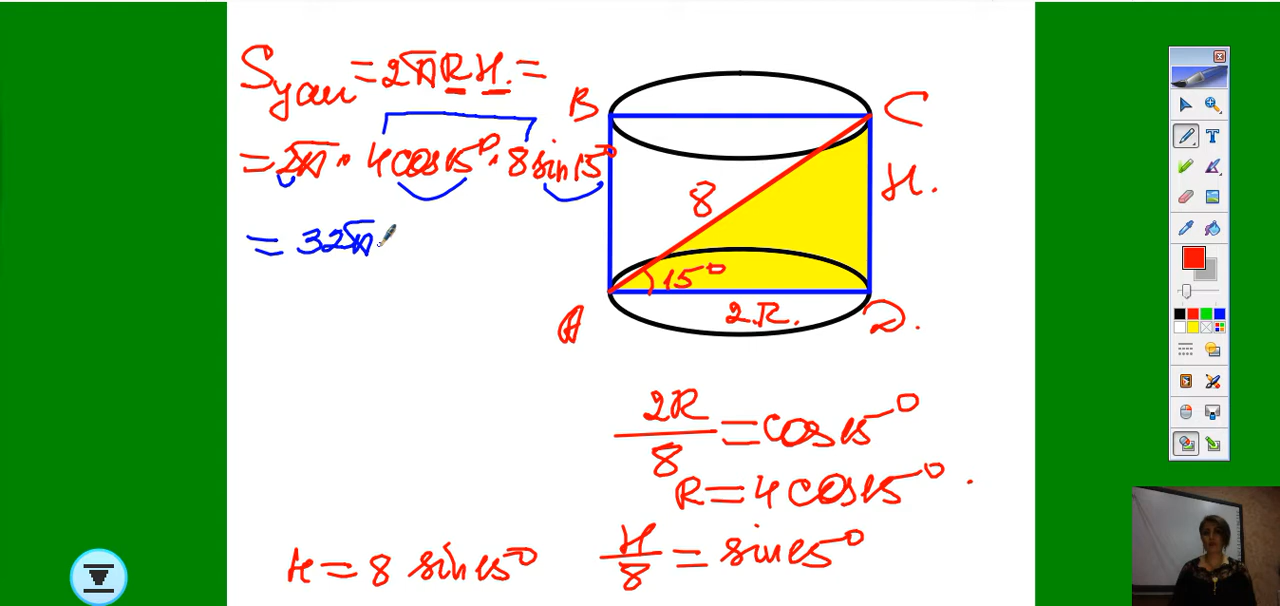 Syan = 2πRH. =
= 2π · 4cos15° · 8sin15°
= 32π
B
C
8
H.
15°
2R.
A
D.
2R/8 = cos15°
R = 4cos15°.
H/8 = sin15°
H = 8 sin15°
T